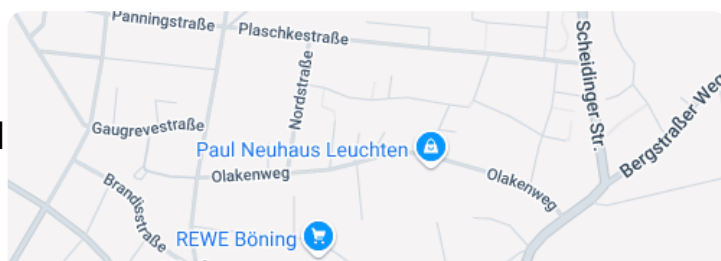 Panningstraße
Plaschkestraße
Scheidinger Str.
Nordstraße
Bergstraßer Weg
Gaugrevestraße
Paul Neuhaus Leuchten
Olakenweg
Olakenweg
Brandisstraße
REWE Böning